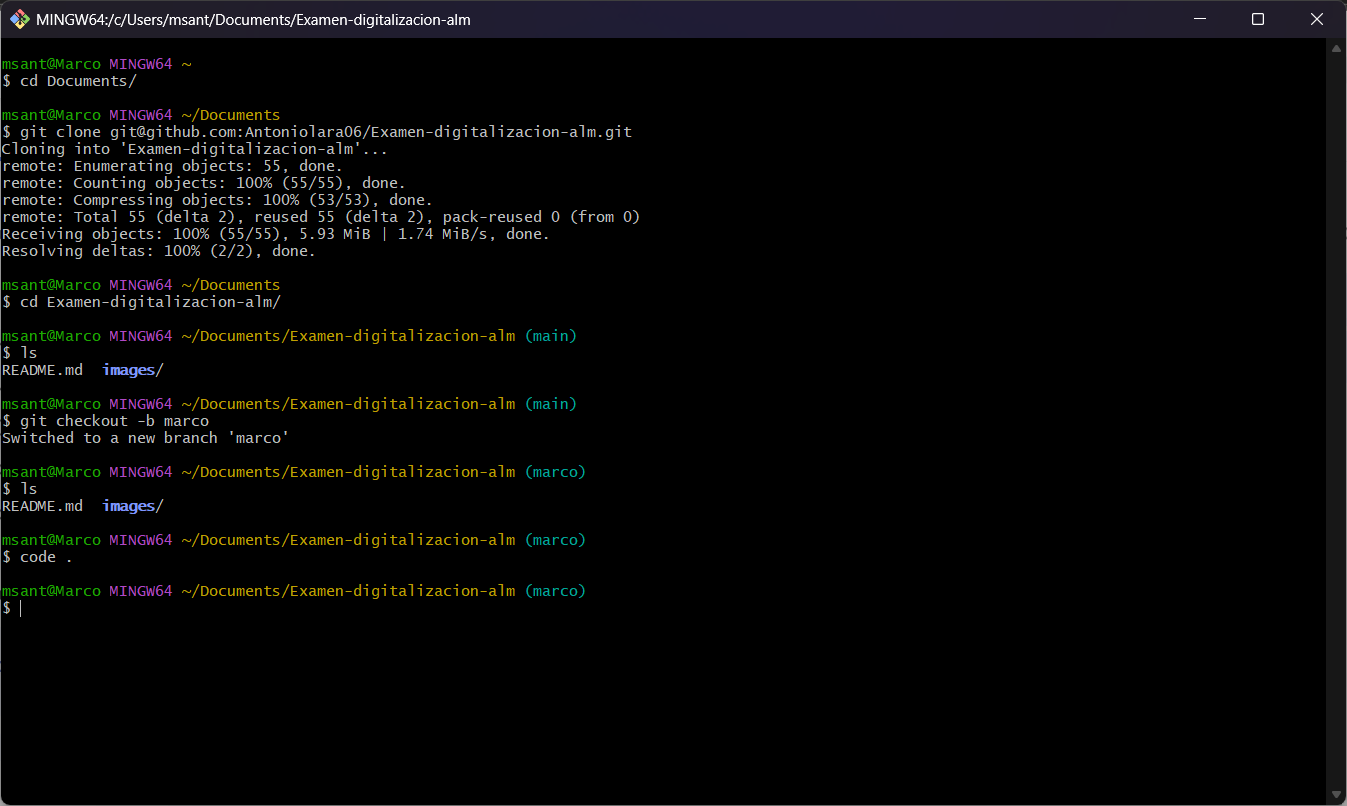 MINGW64:/c/Users/msant/Documents/Examen-digitalizacion-alm
msant@Marco MINGW64 ~
$ cd Documents/
msant@Marco MINGW64 ~/Documents
$ git clone git@github.com:Antoniolara06/Examen-digitalizacion-alm.git
Cloning into 'Examen-digitalizacion-alm'...
remote: Enumerating objects: 55, done.
remote: Counting objects: 100% (55/55), done.
remote: Compressing objects: 100% (53/53), done.
remote: Total 55 (delta 2), reused 55 (delta 2), pack-reused 0 (from 0)
Receiving objects: 100% (55/55), 5.93 MiB | 1.74 MiB/s, done.
Resolving deltas: 100% (2/2), done.
msant@Marco MINGW64 ~/Documents
$ cd Examen-digitalizacion-alm/
msant@Marco MINGW64 ~/Documents/Examen-digitalizacion-alm (main)
$ ls
README.md  images/
msant@Marco MINGW64 ~/Documents/Examen-digitalizacion-alm (main)
$ git checkout -b marco
Switched to a new branch 'marco'
msant@Marco MINGW64 ~/Documents/Examen-digitalizacion-alm (marco)
$ ls
README.md  images/
msant@Marco MINGW64 ~/Documents/Examen-digitalizacion-alm (marco)
$ code .
msant@Marco MINGW64 ~/Documents/Examen-digitalizacion-alm (marco)
$